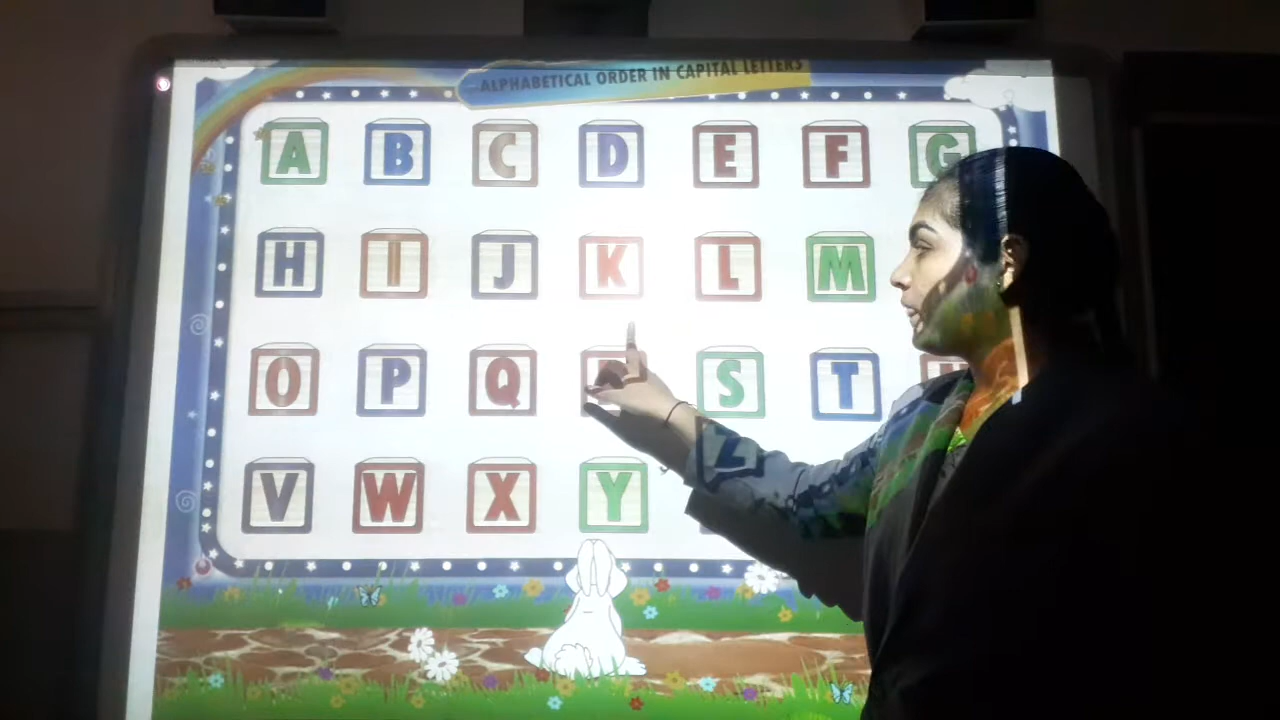 ALPHABETICAL ORDER IN CAPITAL LETTERS
A B C D E F G
H I J K L M
O P Q S T
V W X Y Z